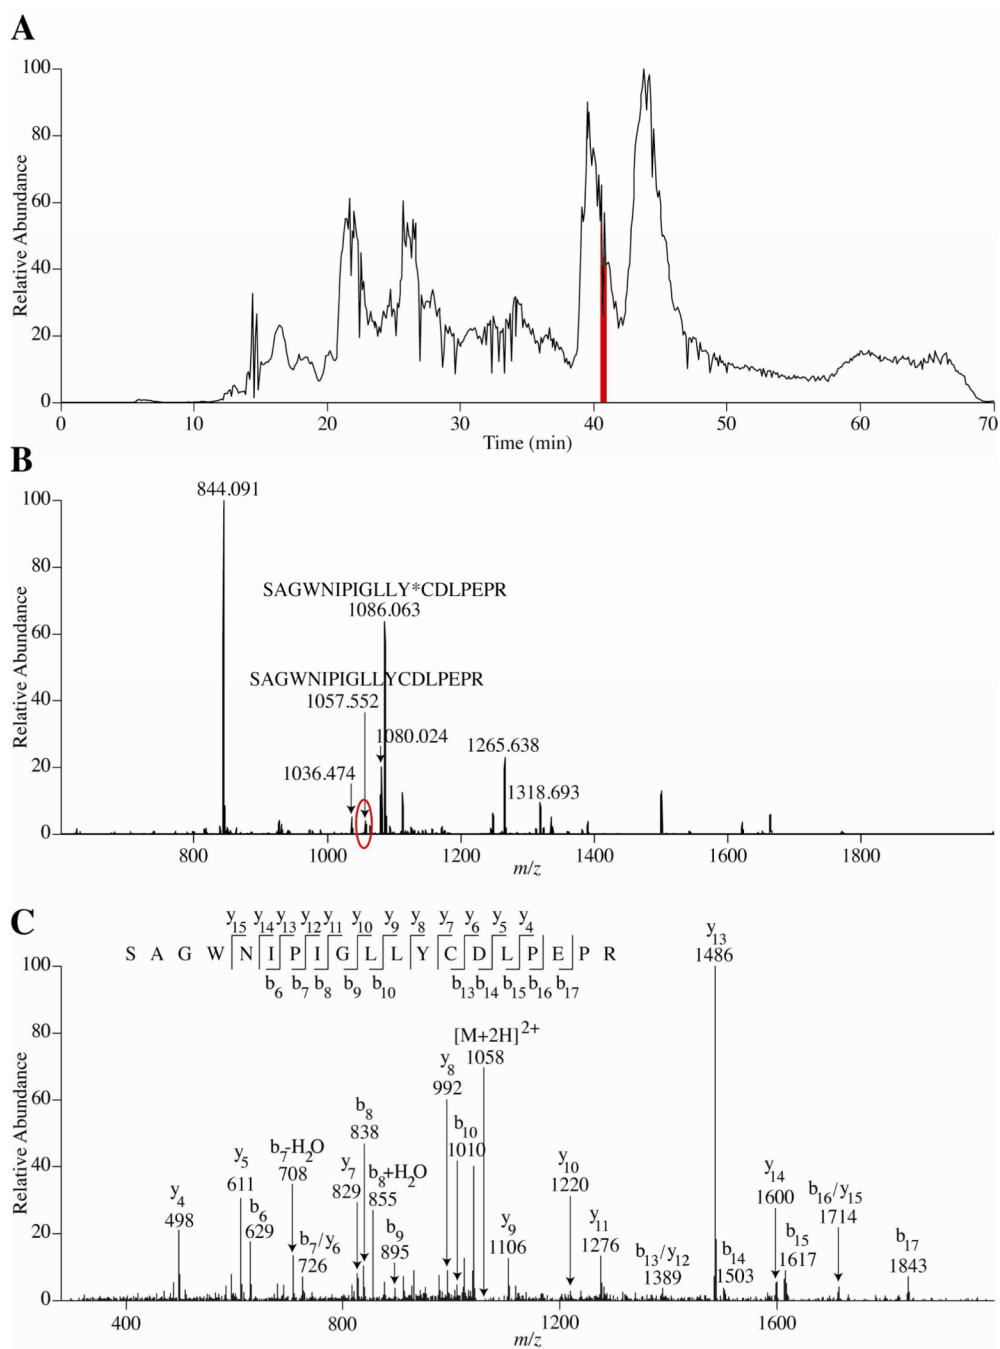 A
100
80
60
40
20
0
Relative Abundance
0 20 30 40 50 60 70
Time (min)
B
844.091
100
80
60
40
20
0
Relative Abundance
SAGWNIPIGLLY*CDLPEPR
1086.063
SAGWNIPIGLLYCDLPEPR
1057.552
1080.024
1036.474
1265.638
1318.693
800 1000 1200 1400 1600 1800
m/z
C
y15 y14 y13 y12 y11 y10 y9 y8 y7 y6 y5 y4
S A G W N I P I G L L Y C D L P E P R
b6 b7 b8 b9 b10 b13 b14 b15 b16 b17
100
80
60
40
20
0
Relative Abundance
y13
1486
[M+2H]2+
1058
y8
992
b10
1010
b8
838
b7-H2O
708
y7
829
b8+H2O
855
y5
611
y4
498
b6
629
b7/y6
726
b9
895
y9
1106
y10
1220
y11
1276
b13/y12
1389
b14
1503
y14
1600
b15
1617
b16/y15
1714
b17
1843
400 800 1200 1600
m/z